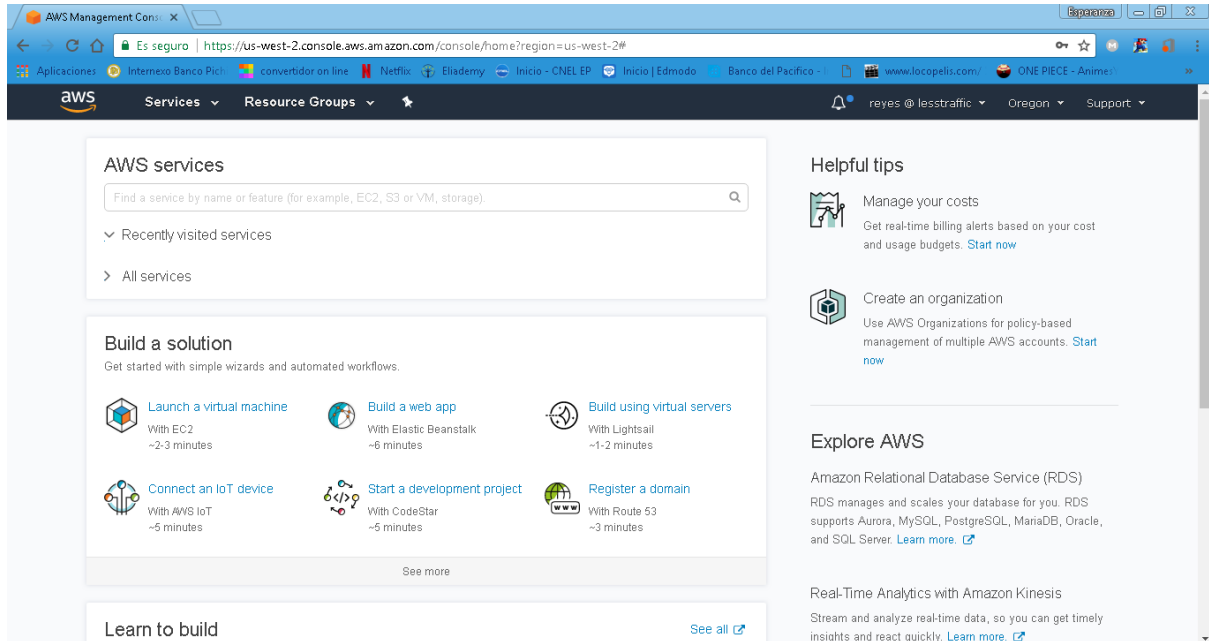 AWS Management Cons
Esperanza
Es seguro | https://us-west-2.console.aws.amazon.com/console/home?region=us-west-2#
Aplicaciones Internexo Banco Pich convertidor on line Netflix Eliademy Inicio - CNEL EP Inicio | Edmodo Banco del Pacifico - www.locopelis.com/ ONE PIECE - Animes »
aws Services Resource Groups reyes @ lesstraffic Oregon Support
AWS services
Find a service by name or feature (for example, EC2, S3 or VM, storage).
Recently visited services
All services
Build a solution
Get started with simple wizards and automated workflows.
Launch a virtual machine
With EC2
~2-3 minutes
Build a web app
With Elastic Beanstalk
~6 minutes
Build using virtual servers
With Lightsail
~1-2 minutes
Connect an IoT device
With AWS IoT
~5 minutes
Start a development project
With CodeStar
~5 minutes
Register a domain
WWW
With Route 53
~3 minutes
See more
Learn to build
See all
Helpful tips
Manage your costs
Get real-time billing alerts based on your cost
and usage budgets. Start now
Create an organization
Use AWS Organizations for policy-based
management of multiple AWS accounts. Start
now
Explore AWS
Amazon Relational Database Service (RDS)
RDS manages and scales your database for you. RDS
supports Aurora, MySQL, PostgreSQL, MariaDB, Oracle,
and SQL Server. Learn more.
Real-Time Analytics with Amazon Kinesis
Stream and analyze real-time data, so you can get timely
insights and react quickly. Learn more.